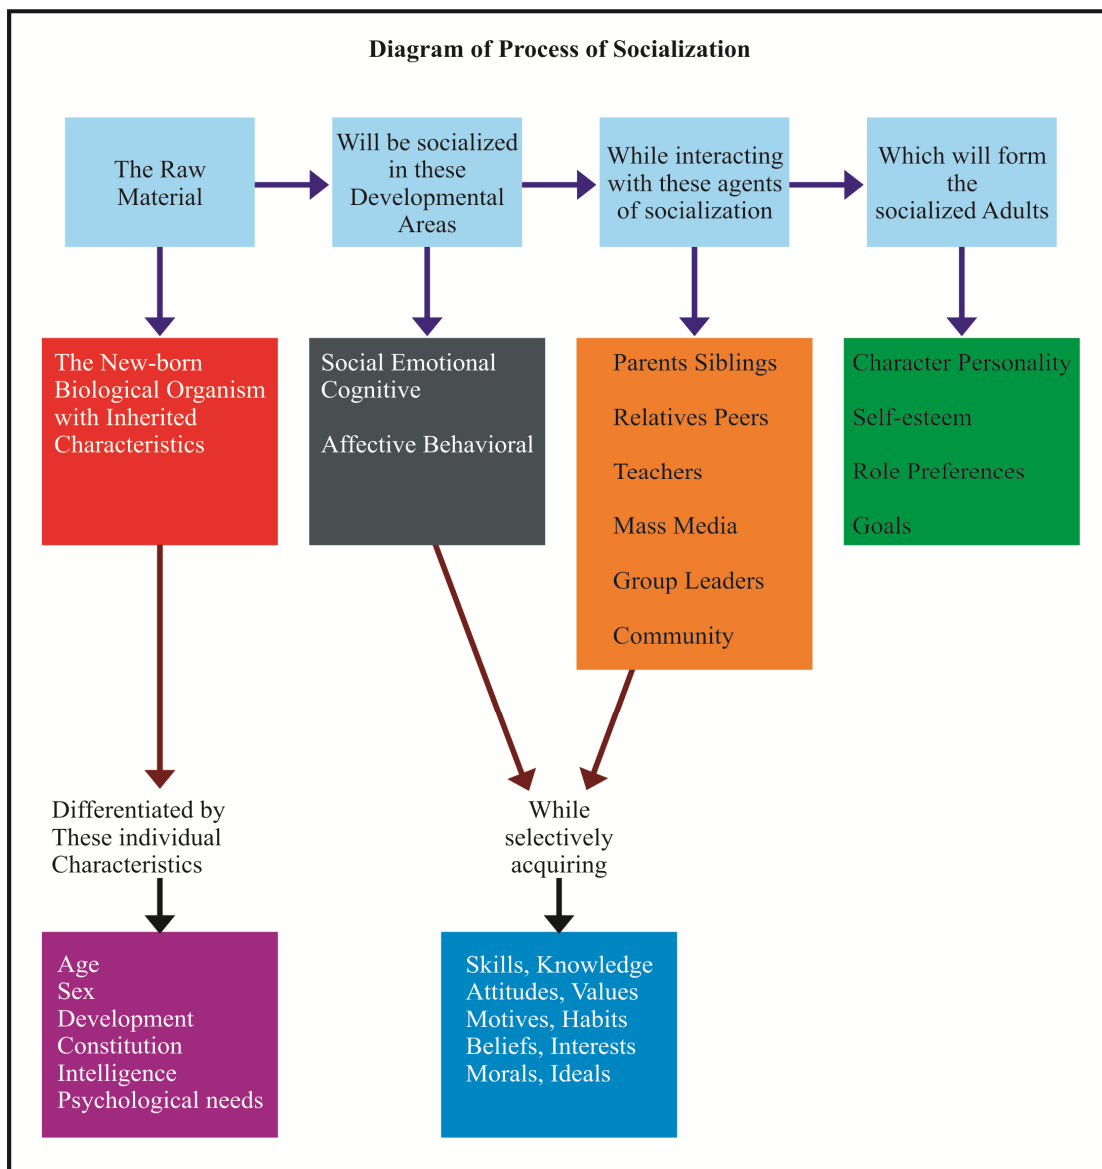 Diagram of Process of Socialization
The Raw
Material
Will be socialized
in these
Developmental
Areas
While interacting
with these agents
of socialization
Which will form
the
socialized Adults
The New-born
Biological Organism
with Inherited
Characteristics
Social Emotional
Cognitive
Affective Behavioral
Parents Siblings
Relatives Peers
Teachers
Mass Media
Group Leaders
Community
Character Personality
Self-esteem
Role Preferences
Goals
Differentiated by
These individual
Characteristics
While
selectively
acquiring
Age
Sex
Development
Constitution
Intelligence
Psychological needs
Skills, Knowledge
Attitudes, Values
Motives, Habits
Beliefs, Interests
Morals, Ideals